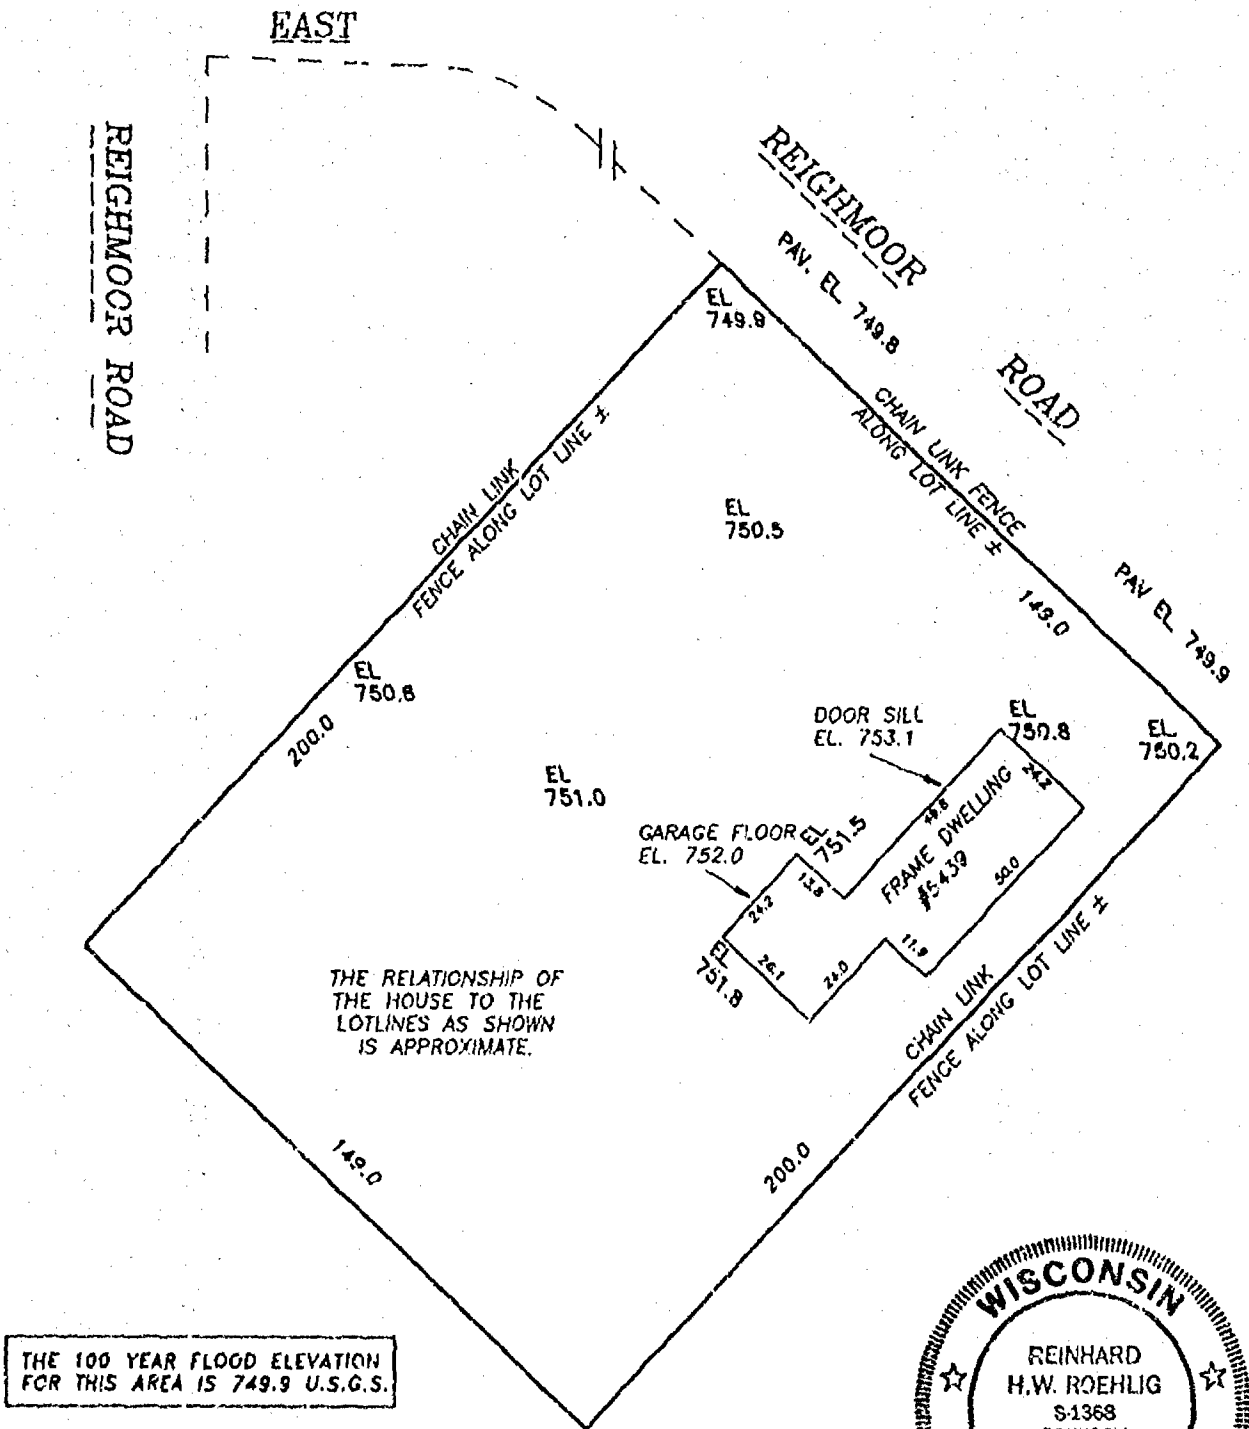 EAST
REIGHMOOR ROAD
REIGHMOOR
ROAD
PAV. EL 749.8
EL
749.9
CHAIN LINK FENCE
ALONG LOT LINE ±
CHAIN LINK
FENCE ALONG LOT LINE ±
EL
750.5
149.0
PAV EL 749.9
EL
750.8
200.0
DOOR SILL
EL. 753.1
EL
750.8
EL
750.2
EL
751.0
24.2
GARAGE FLOOR
EL. 752.0
EL
751.5
FRAME DWELLING
#5439
13.8
50.0
24.2
11.9
EL
751.8
26.1
24.0
THE RELATIONSHIP OF
THE HOUSE TO THE
LOTLINES AS SHOWN
IS APPROXIMATE.
CHAIN LINK
FENCE ALONG LOT LINE ±
149.0
200.0
THE 100 YEAR FLOOD ELEVATION
FOR THIS AREA IS 749.9 U.S.G.S.
WISCONSIN
REINHARD
H.W. ROEHLIG
S-1368